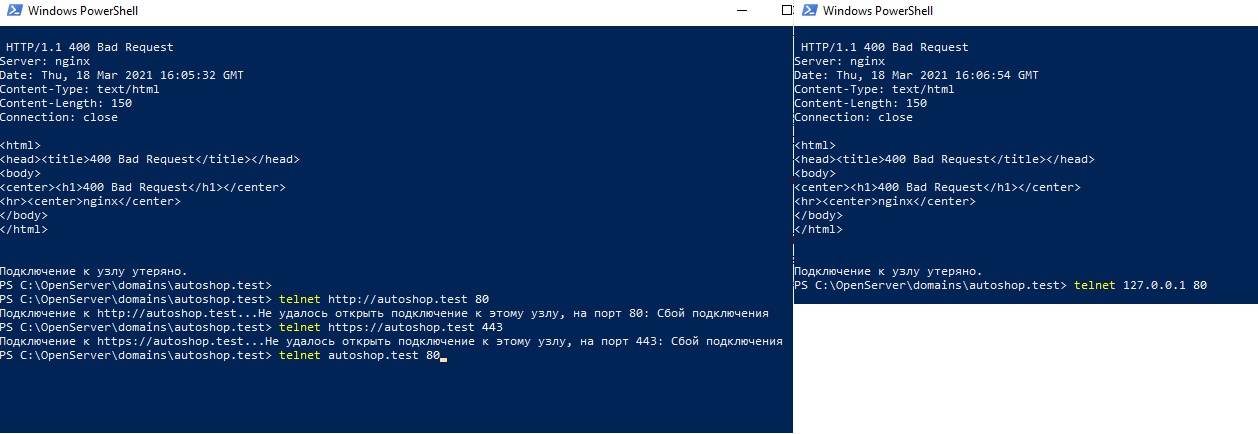 Windows PowerShell
HTTP/1.1 400 Bad Request
Server: nginx
Date: Thu, 18 Mar 2021 16:05:32 GMT
Content-Type: text/html
Content-Length: 150
Connection: close
<html>
<head><title>400 Bad Request</title></head>
<body>
<center><h1>400 Bad Request</h1></center>
<hr><center>nginx</center>
</body>
</html>
Подключение к узлу утеряно.
PS C:\OpenServer\domains\autoshop.test>
PS C:\OpenServer\domains\autoshop.test> telnet http://autoshop.test 80
Подключение к http://autoshop.test...Не удалось открыть подключение к этому узлу, на порт 80: Сбой подключения
PS C:\OpenServer\domains\autoshop.test> telnet https://autoshop.test 443
Подключение к https://autoshop.test...Не удалось открыть подключение к этому узлу, на порт 443: Сбой подключения
PS C:\OpenServer\domains\autoshop.test> telnet autoshop.test 80
Windows PowerShell
HTTP/1.1 400 Bad Request
Server: nginx
Date: Thu, 18 Mar 2021 16:06:54 GMT
Content-Type: text/html
Content-Length: 150
Connection: close
<html>
<head><title>400 Bad Request</title></head>
<body>
<center><h1>400 Bad Request</h1></center>
<hr><center>nginx</center>
</body>
</html>
Подключение к узлу утеряно.
PS C:\OpenServer\domains\autoshop.test> telnet 127.0.0.1 80